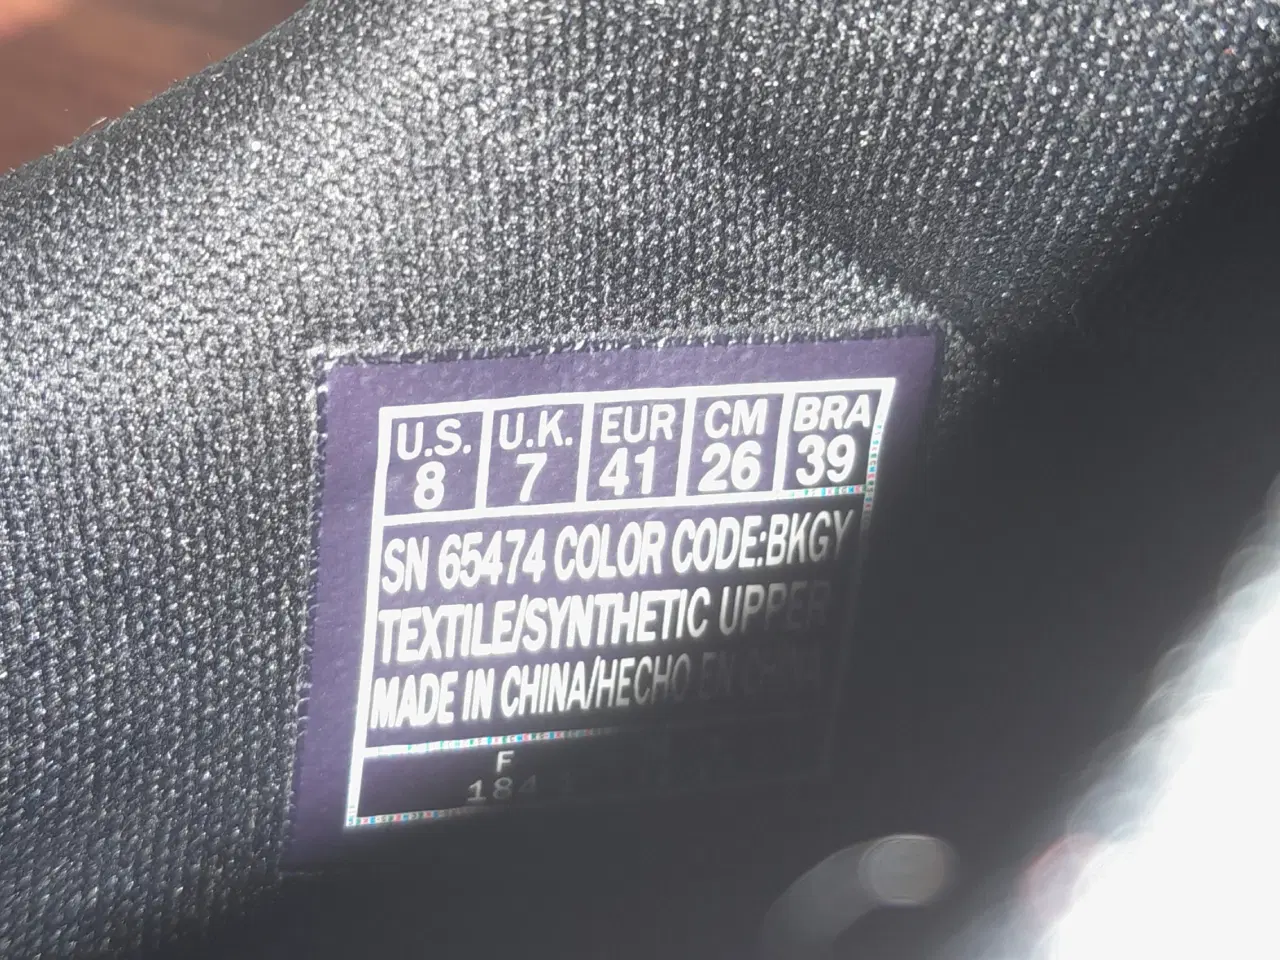 U.S. U.K. EUR CM BRA
8 7 41 26 39
SN 65474 COLOR CODE:BKGY
TEXTILE/SYNTHETIC UPPER
MADE IN CHINA/HECHO EN CHINA
F
184